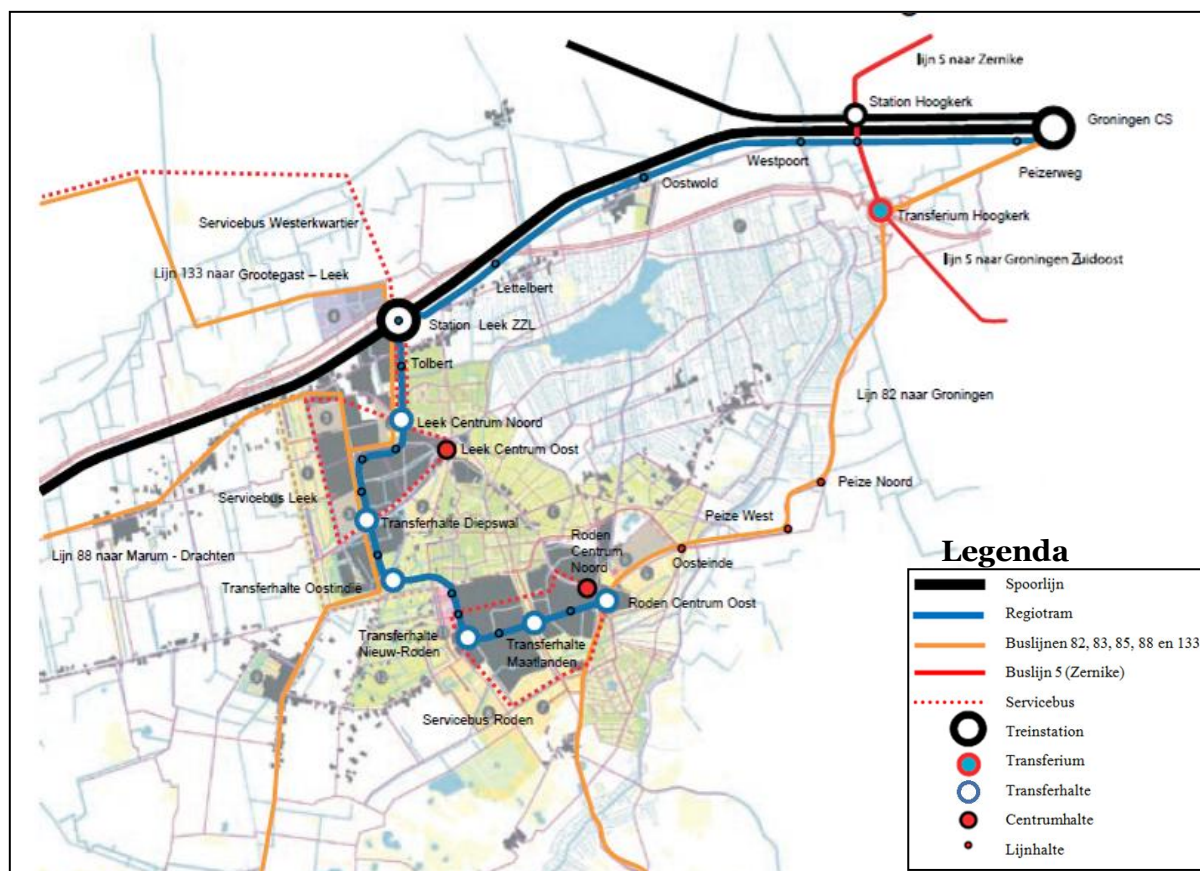 lijn 5 naar Zernike
Station Hoogkerk
Groningen CS
Westpoort
Peizerweg
Oostwold
Transferium Hoogkerk
Servicebus Westerkwartier
lijn 5 naar Groningen Zuidoost
Lijn 133 naar Grootegast – Leek
Lettelbert
Station Leek ZZL
Tolbert
Lijn 82 naar Groningen
Leek Centrum Noord
Leek Centrum Oost
Servicebus Leek
Peize Noord
Transferhalte Diepswal
Peize West
Roden
Centrum
Noord
Lijn 88 naar Marum - Drachten
Oosteinde
Transferhalte Oostindië
Roden Centrum Oost
Transferhalte
Nieuw-Roden
Transferhalte
Maatlanden
Servicebus Roden
Legenda
Spoorlijn
Regiotram
Buslijnen 82, 83, 85, 88 en 133
Buslijn 5 (Zernike)
Servicebus
Treinstation
Transferium
Transferhalte
Centrumhalte
Lijnhalte